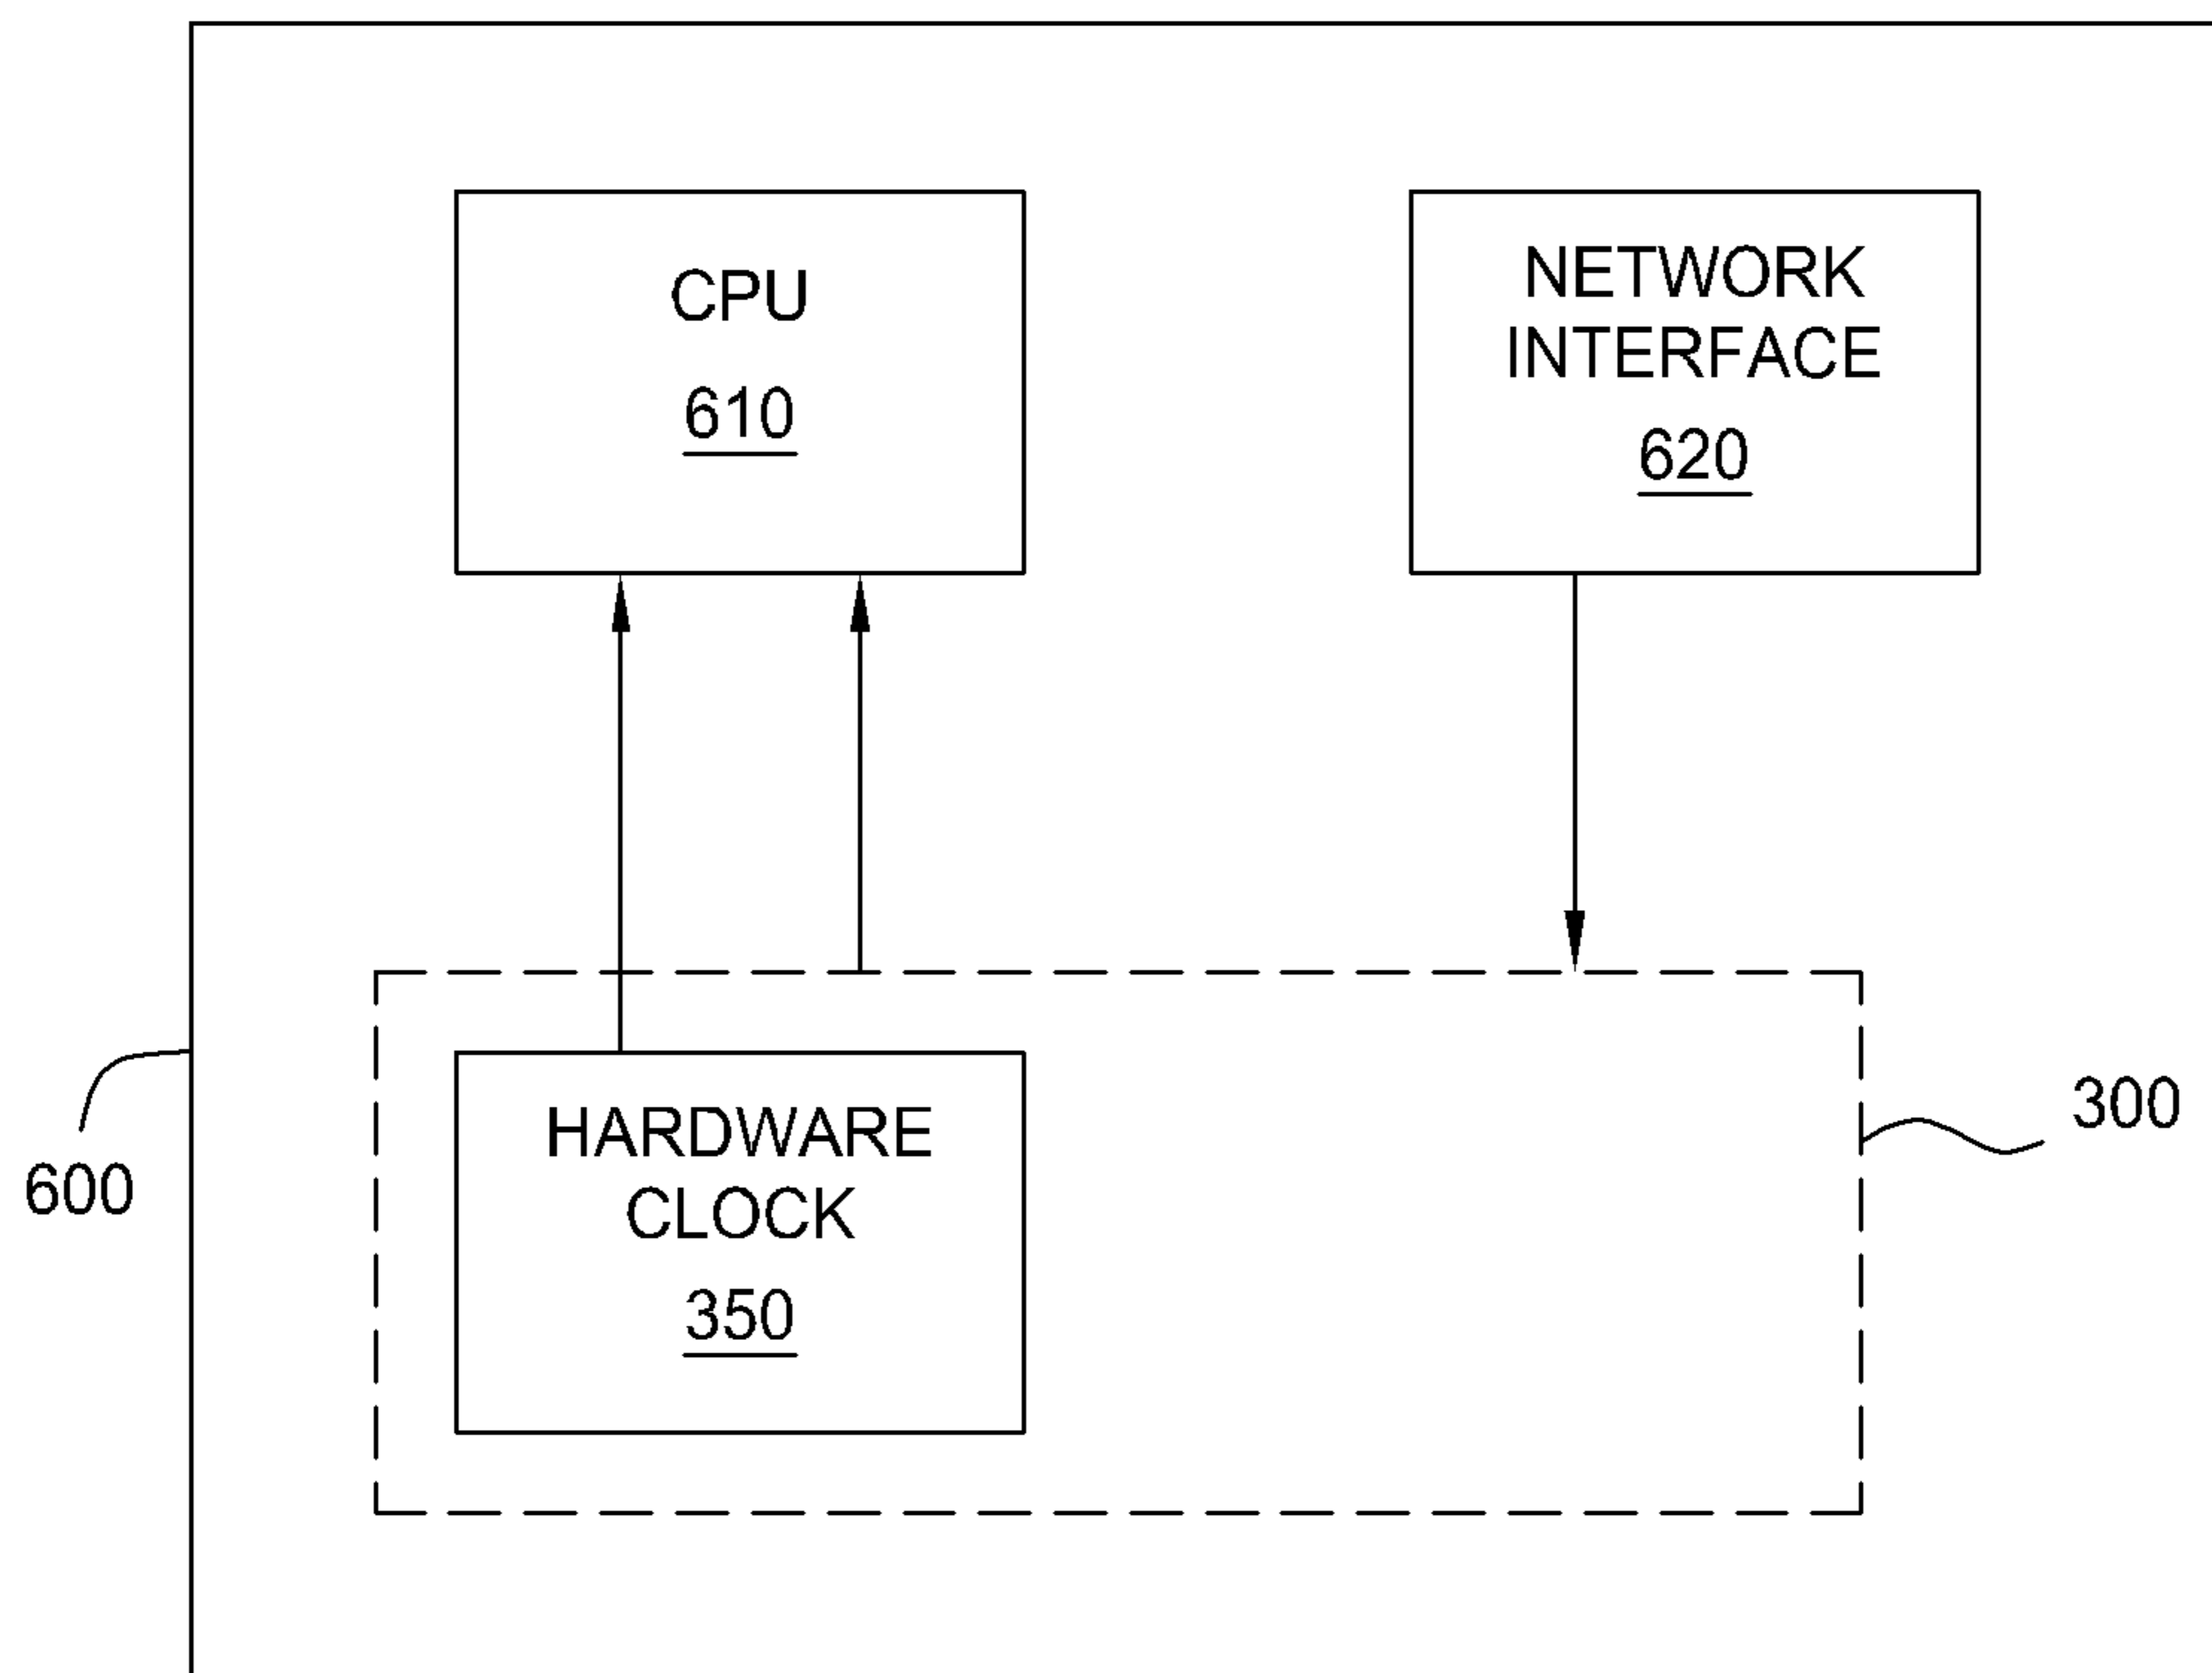 CPU
610
NETWORK
INTERFACE
620
HARDWARE
CLOCK
350
300
600